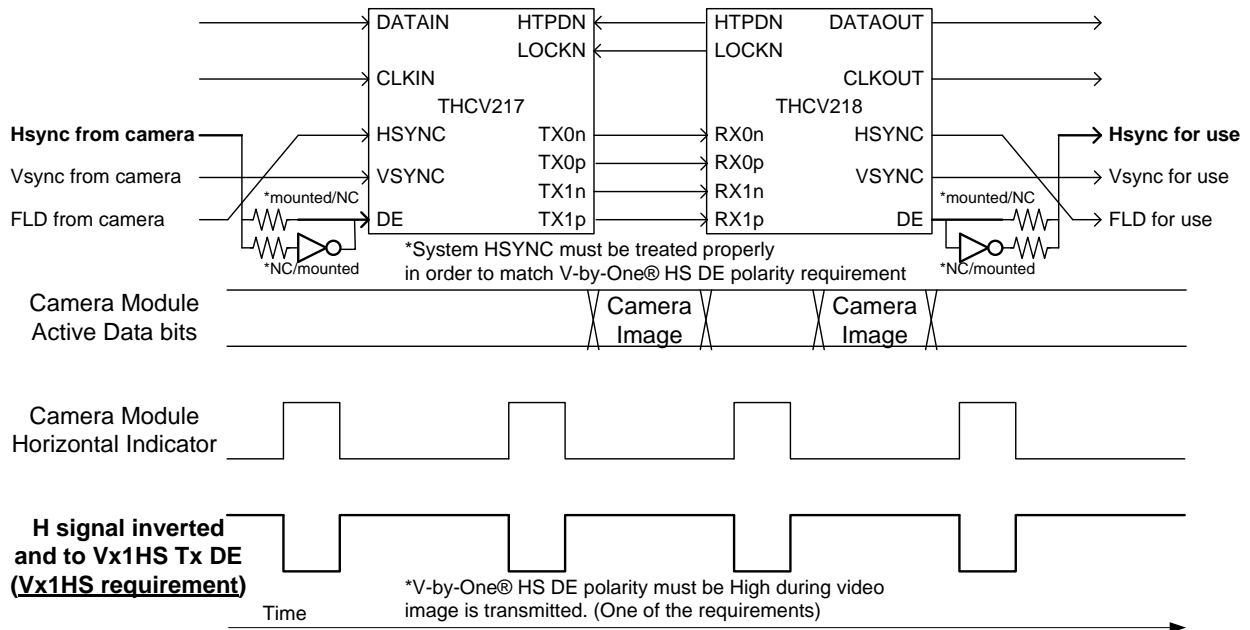 DATAIN HTPDN HTPDN DATAOUT
LOCKN LOCKN
CLKIN CLKOUT
THCV217 THCV218
Hsync from camera HSYNC TX0n RX0n HSYNC Hsync for use
TX0p RX0p
Vsync from camera VSYNC VSYNC Vsync for use
TX1n RX1n
*mounted/NC *mounted/NC
FLD from camera DE TX1p RX1p DE FLD for use
*System HSYNC must be treated properly
*NC/mounted in order to match V-by-One® HS DE polarity requirement *NC/mounted
Camera Module
Active Data bits
Camera Camera
Image Image
Camera Module
Horizontal Indicator
H signal inverted
and to Vx1HS Tx DE
(Vx1HS requirement)
*V-by-One® HS DE polarity must be High during video
image is transmitted. (One of the requirements)
Time